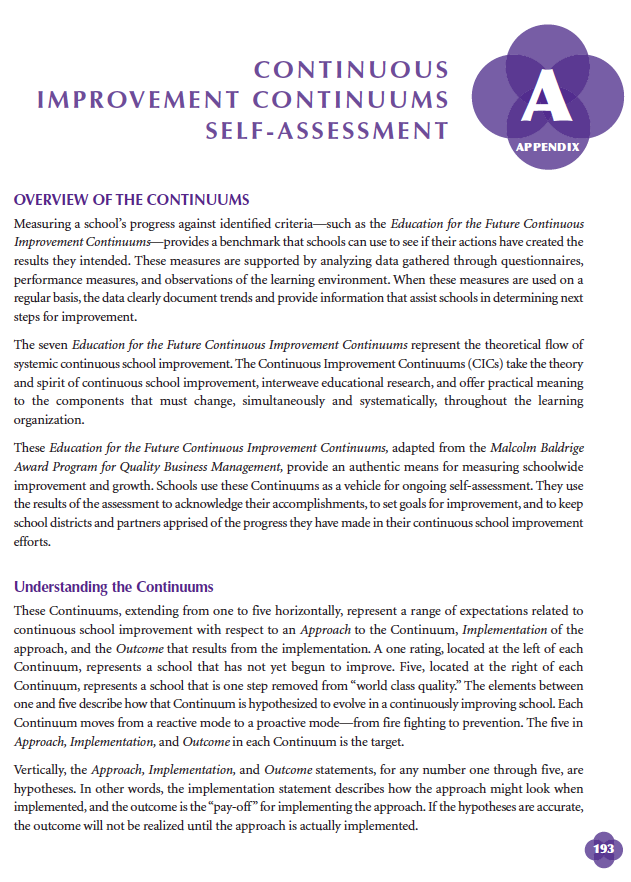 CONTINUOUS
IMPROVEMENT CONTINUUMS
SELF-ASSESSMENT
A
APPENDIX
OVERVIEW OF THE CONTINUUMS
Measuring a school's progress against identified criteria—such as the Education for the Future Continuous
Improvement Continuums—provides a benchmark that schools can use to see if their actions have created the
results they intended. These measures are supported by analyzing data gathered through questionnaires,
performance measures, and observations of the learning environment. When these measures are used on a
regular basis, the data clearly document trends and provide information that assist schools in determining next
steps for improvement.
The seven Education for the Future Continuous Improvement Continuums represent the theoretical flow of
systemic continuous school improvement. The Continuous Improvement Continuums (CICs) take the theory
and spirit of continuous school improvement, interweave educational research, and offer practical meaning
to the components that must change, simultaneously and systematically, throughout the learning
organization.
These Education for the Future Continuous Improvement Continuums, adapted from the Malcolm Baldrige
Award Program for Quality Business Management, provide an authentic means for measuring schoolwide
improvement and growth. Schools use these Continuums as a vehicle for ongoing self-assessment. They use
the results of the assessment to acknowledge their accomplishments, to set goals for improvement, and to keep
school districts and partners apprised of the progress they have made in their continuous school improvement
efforts.
Understanding the Continuums
These Continuums, extending from one to five horizontally, represent a range of expectations related to
continuous school improvement with respect to an Approach to the Continuum, Implementation of the
approach, and the Outcome that results from the implementation. A one rating, located at the left of each
Continuum, represents a school that has not yet begun to improve. Five, located at the right of each
Continuum, represents a school that is one step removed from "world class quality." The elements between
one and five describe how that Continuum is hypothesized to evolve in a continuously improving school. Each
Continuum moves from a reactive mode to a proactive mode—from fire fighting to prevention. The five in
Approach, Implementation, and Outcome in each Continuum is the target.
Vertically, the Approach, Implementation, and Outcome statements, for any number one through five, are
hypotheses. In other words, the implementation statement describes how the approach might look when
implemented, and the outcome is the "pay-off" for implementing the approach. If the hypotheses are accurate,
the outcome will not be realized until the approach is actually implemented.
193